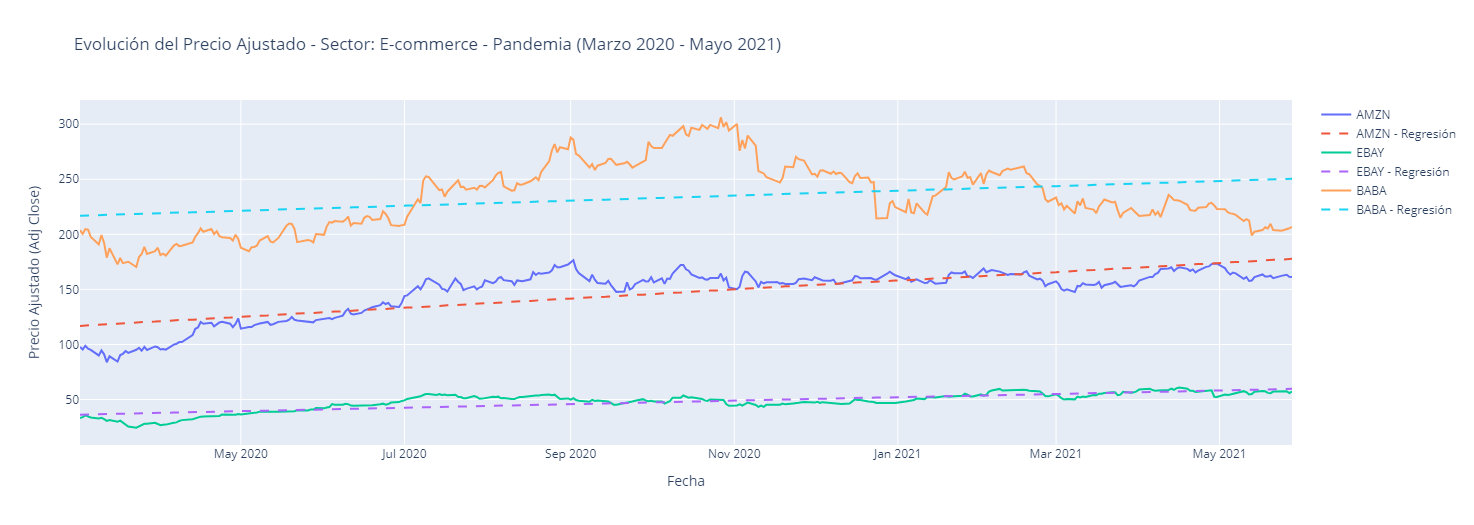 Evolución del Precio Ajustado - Sector: E-commerce - Pandemia (Marzo 2020 - Mayo 2021)
Precio Ajustado (Adj Close)
300
250
200
150
100
50
May 2020 Jul 2020 Sep 2020 Nov 2020 Jan 2021 Mar 2021 May 2021
Fecha
AMZN
AMZN - Regresión
EBAY
EBAY - Regresión
BABA
BABA - Regresión